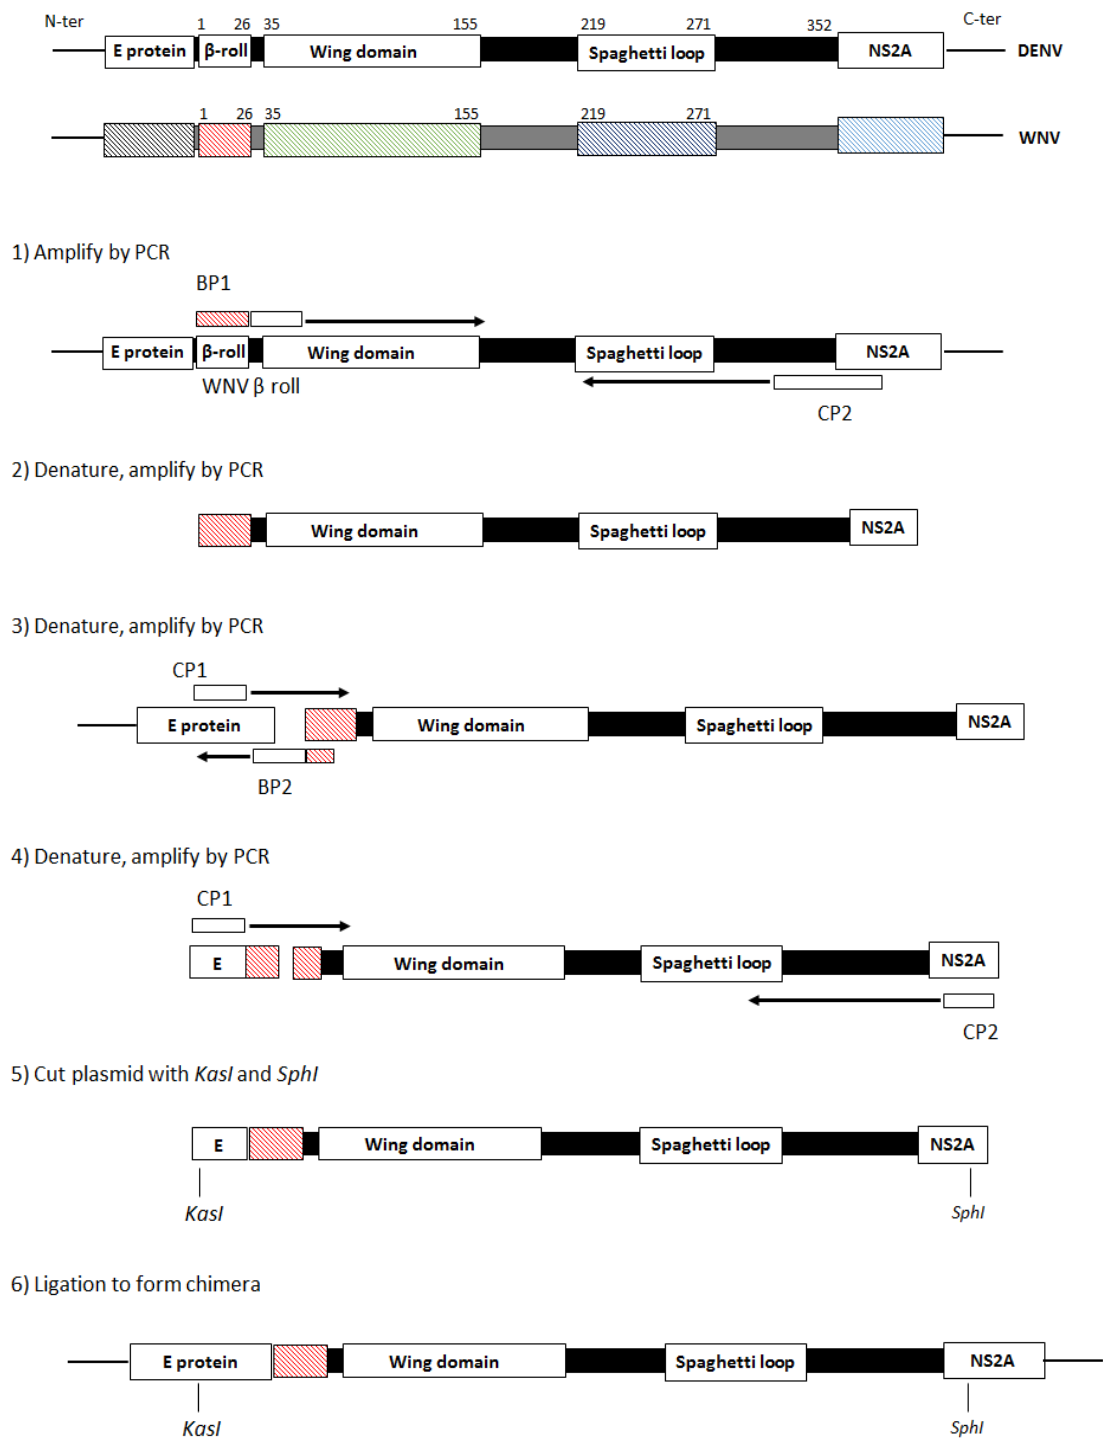 N-ter
C-ter
1 26 35 155 219 271 352
E protein β-roll Wing domain Spaghetti loop NS2A DENV
1 26 35 155 219 271
WNV
1) Amplify by PCR
BP1
E protein β-roll Wing domain Spaghetti loop NS2A
WNV β roll
CP2
2) Denature, amplify by PCR
Wing domain Spaghetti loop NS2A
3) Denature, amplify by PCR
CP1
E protein Wing domain Spaghetti loop NS2A
BP2
4) Denature, amplify by PCR
CP1
E Wing domain Spaghetti loop NS2A
CP2
5) Cut plasmid with KasI and SphI
E Wing domain Spaghetti loop NS2A
KasI SphI
6) Ligation to form chimera
E protein Wing domain Spaghetti loop NS2A
KasI SphI